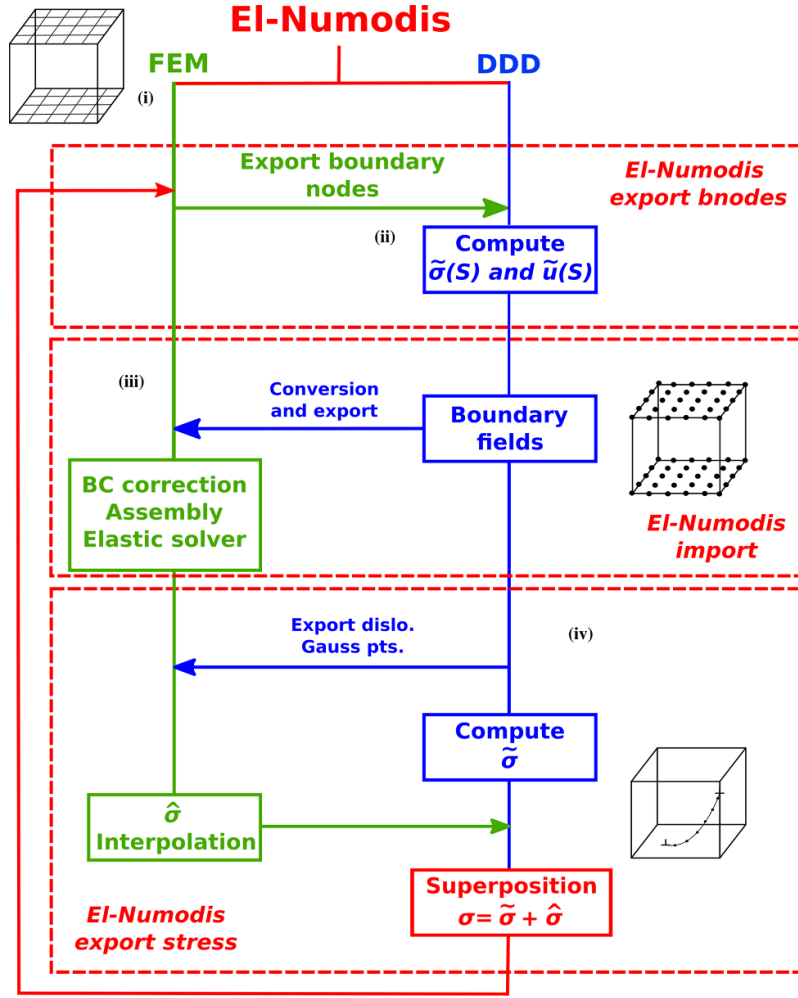 El-Numodis
FEM
DDD
(i)
Export boundary
nodes
El-Numodis
export bnodes
(ii)
Compute
σ̃(S) and ũ(S)
(iii)
Conversion
and export
Boundary
fields
BC correction
Assembly
Elastic solver
El-Numodis
import
Export dislo.
Gauss pts.
(iv)
Compute
σ̃
σ̂
Interpolation
Superposition
σ= σ̃ + σ̂
El-Numodis
export stress